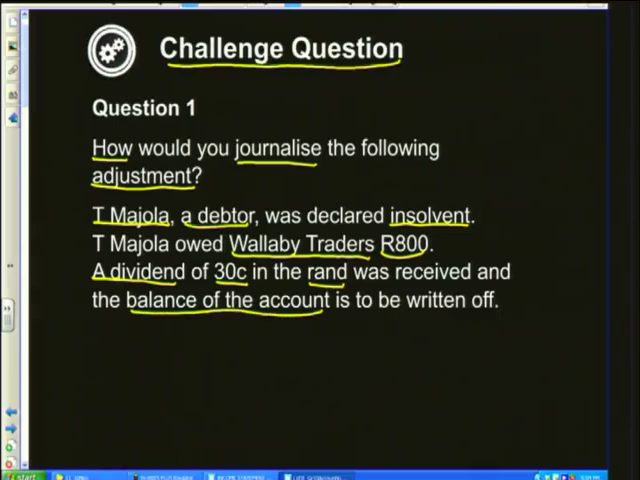 Challenge Question
Question 1
How would you journalise the following
adjustment?
T Majola, a debtor, was declared insolvent.
T Majola owed Wallaby Traders R800.
A dividend of 30c in the rand was received and
the balance of the account is to be written off.
START